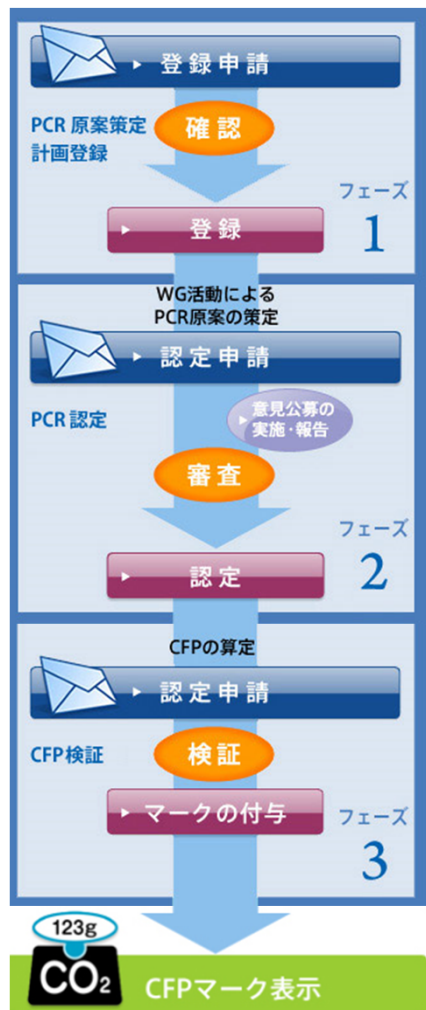 登録申請
PCR 原案策定
計画登録
確認
フェーズ
1
登録
WG活動による
PCR原案の策定
認定申請
PCR 認定
意見公募の
実施・報告
審査
フェーズ
2
認定
CFPの算定
認定申請
CFP検証
検証
マークの付与
フェーズ
3
123g
CO₂
CFPマーク表示